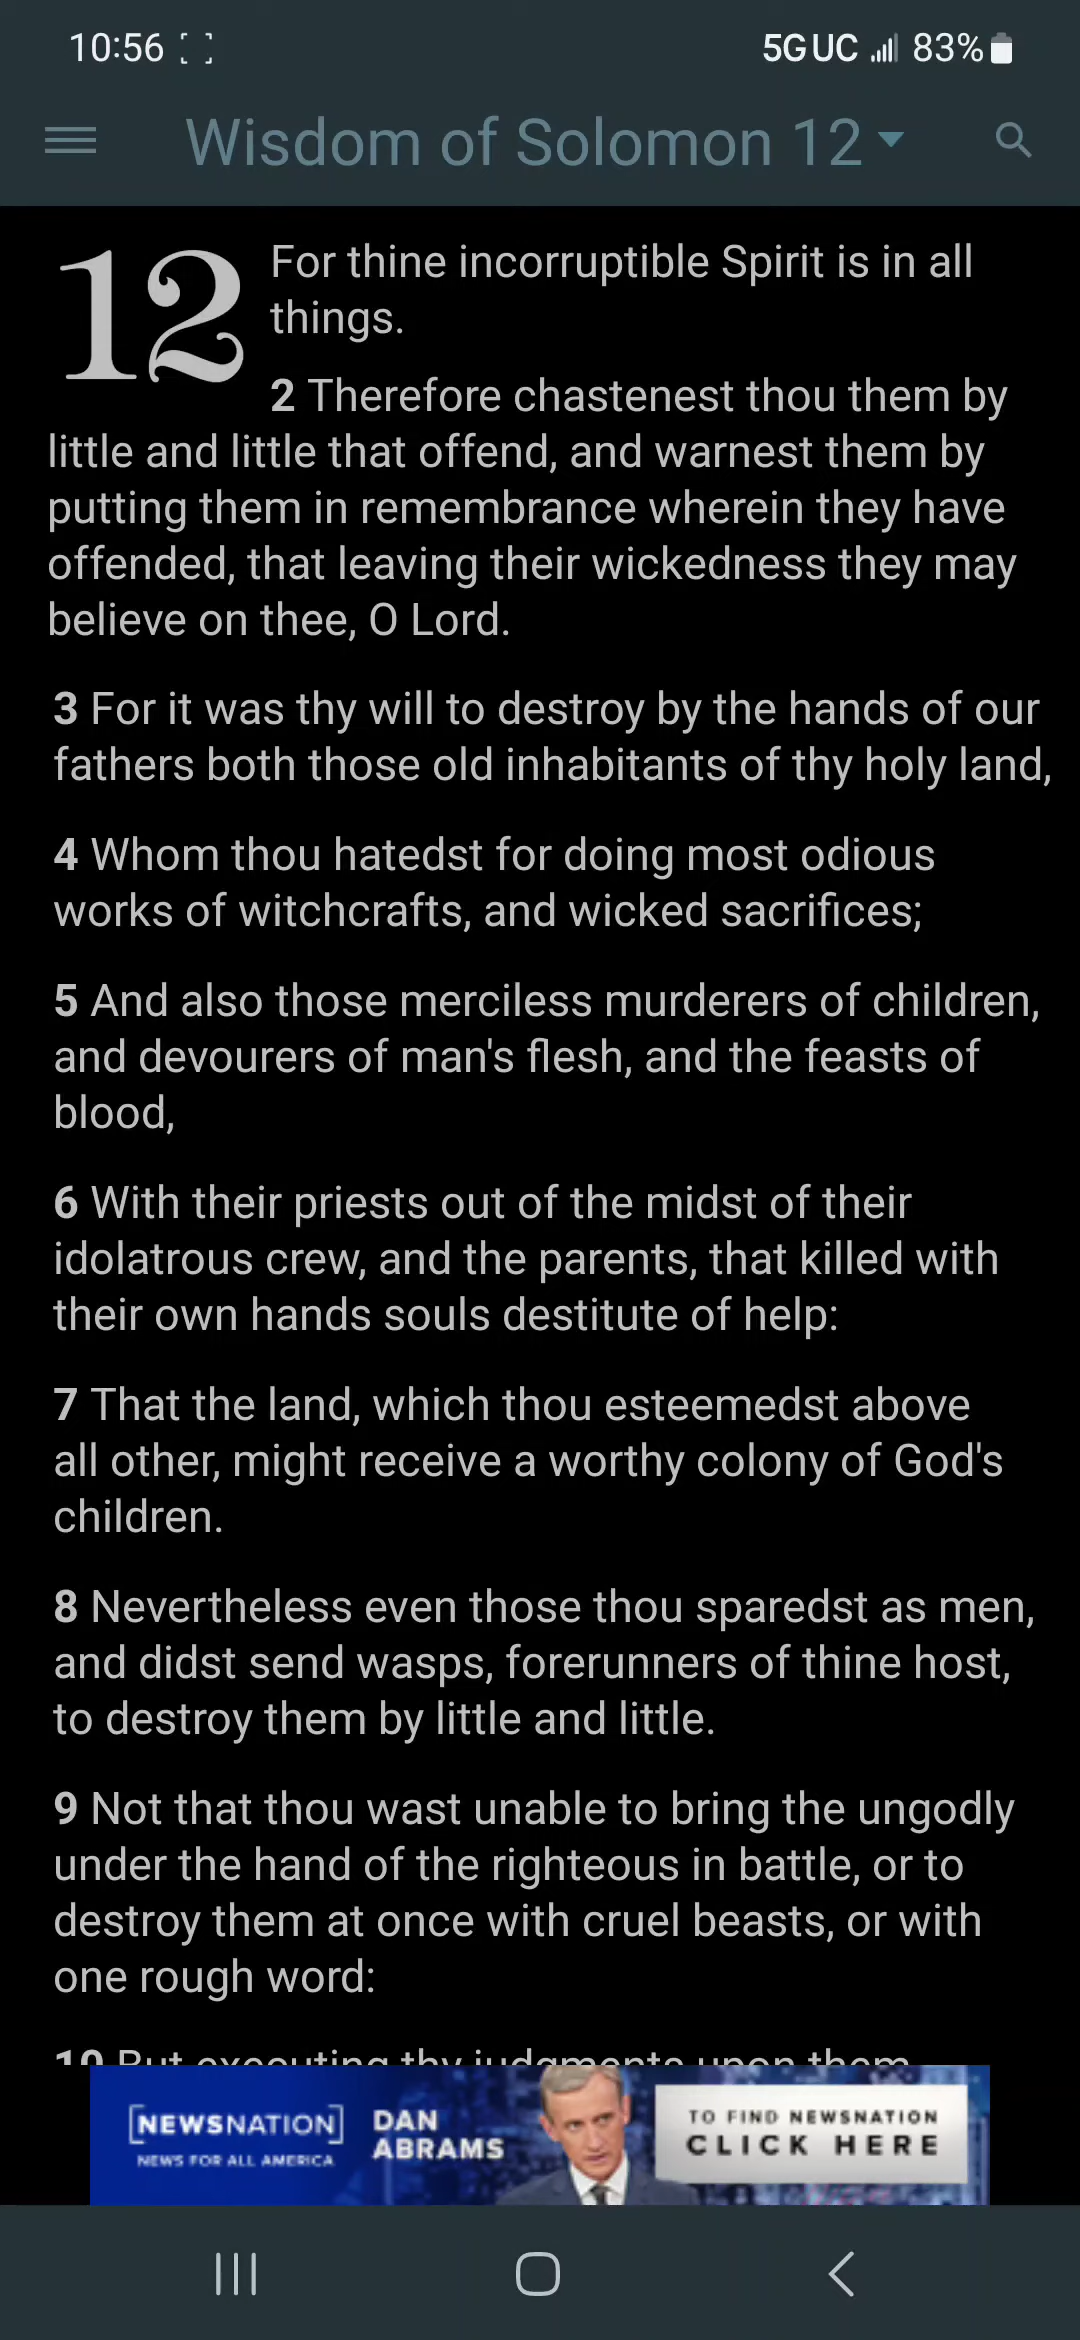 10:56
5G UC 83%
Wisdom of Solomon 12
12 For thine incorruptible Spirit is in all
things.
2 Therefore chastenest thou them by
little and little that offend, and warnest them by
putting them in remembrance wherein they have
offended, that leaving their wickedness they may
believe on thee, O Lord.
3 For it was thy will to destroy by the hands of our
fathers both those old inhabitants of thy holy land,
4 Whom thou hatedst for doing most odious
works of witchcrafts, and wicked sacrifices;
5 And also those merciless murderers of children,
and devourers of man's flesh, and the feasts of
blood,
6 With their priests out of the midst of their
idolatrous crew, and the parents, that killed with
their own hands souls destitute of help:
7 That the land, which thou esteemedst above
all other, might receive a worthy colony of God's
children.
8 Nevertheless even those thou sparedst as men,
and didst send wasps, forerunners of thine host,
to destroy them by little and little.
9 Not that thou wast unable to bring the ungodly
under the hand of the righteous in battle, or to
destroy them at once with cruel beasts, or with
one rough word:
10 But executing thy judgments upon them
[NEWSNATION]
NEWS FOR ALL AMERICA
DAN
ABRAMS
TO FIND NEWSNATION
CLICK HERE